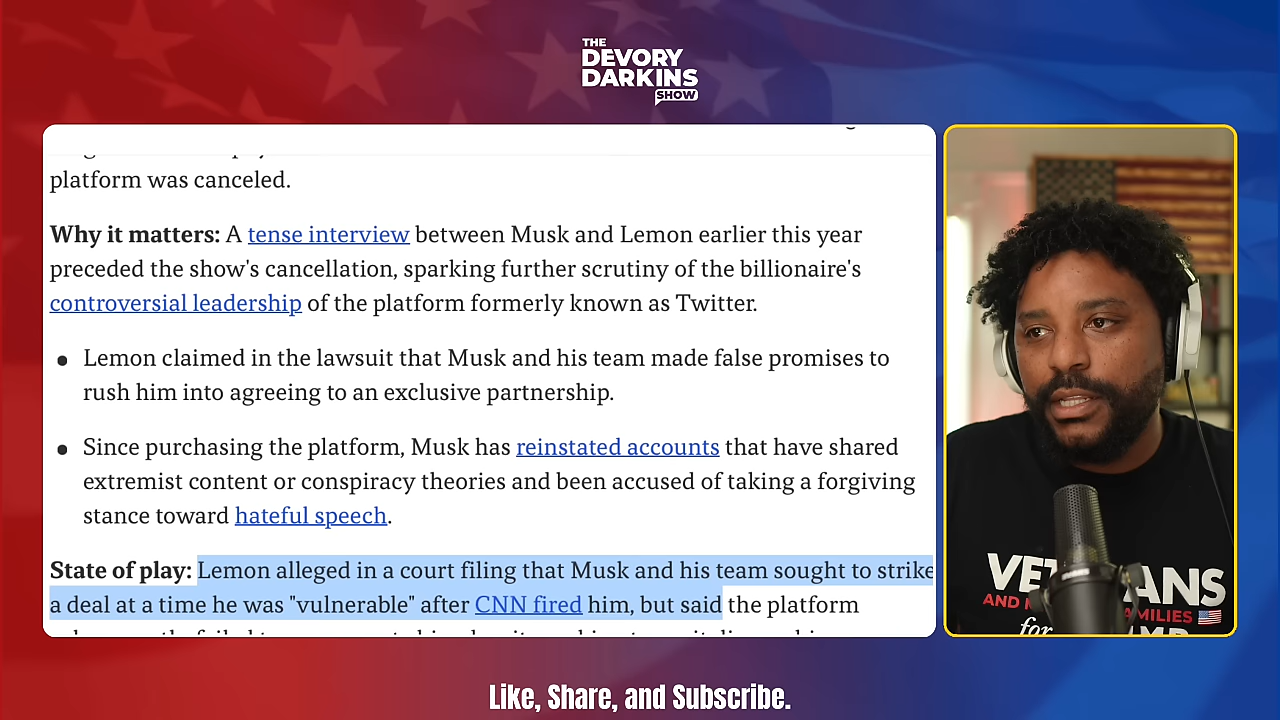 THE
DEVORY
DARKINS
SHOW
platform was canceled.
Why it matters: A tense interview between Musk and Lemon earlier this year
preceded the show's cancellation, sparking further scrutiny of the billionaire's
controversial leadership of the platform formerly known as Twitter.
• Lemon claimed in the lawsuit that Musk and his team made false promises to
rush him into agreeing to an exclusive partnership.
• Since purchasing the platform, Musk has reinstated accounts that have shared
extremist content or conspiracy theories and been accused of taking a forgiving
stance toward hateful speech.
State of play: Lemon alleged in a court filing that Musk and his team sought to strike
a deal at a time he was "vulnerable" after CNN fired him, but said the platform
AND
for
Like, Share, and Subscribe.